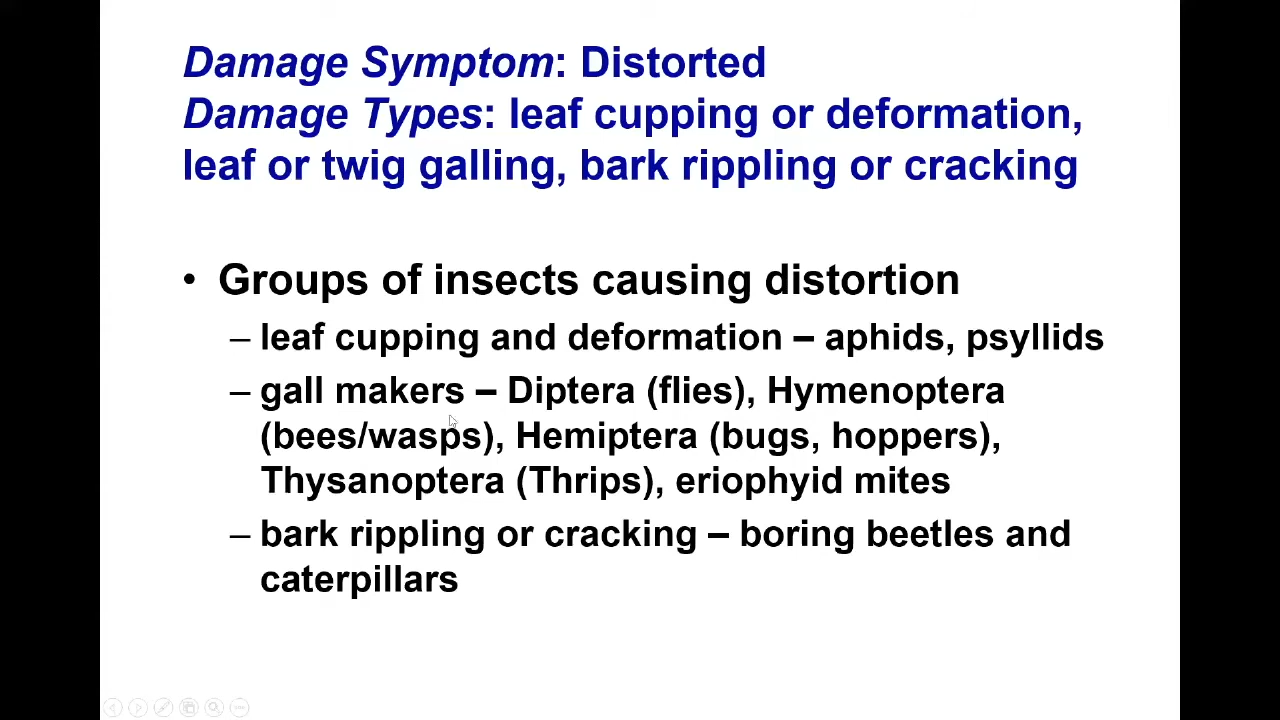 Damage Symptom: Distorted
Damage Types: leaf cupping or deformation,
leaf or twig galling, bark rippling or cracking
• Groups of insects causing distortion
– leaf cupping and deformation – aphids, psyllids
– gall makers – Diptera (flies), Hymenoptera
(bees/wasps), Hemiptera (bugs, hoppers),
Thysanoptera (Thrips), eriophyid mites
– bark rippling or cracking – boring beetles and
caterpillars